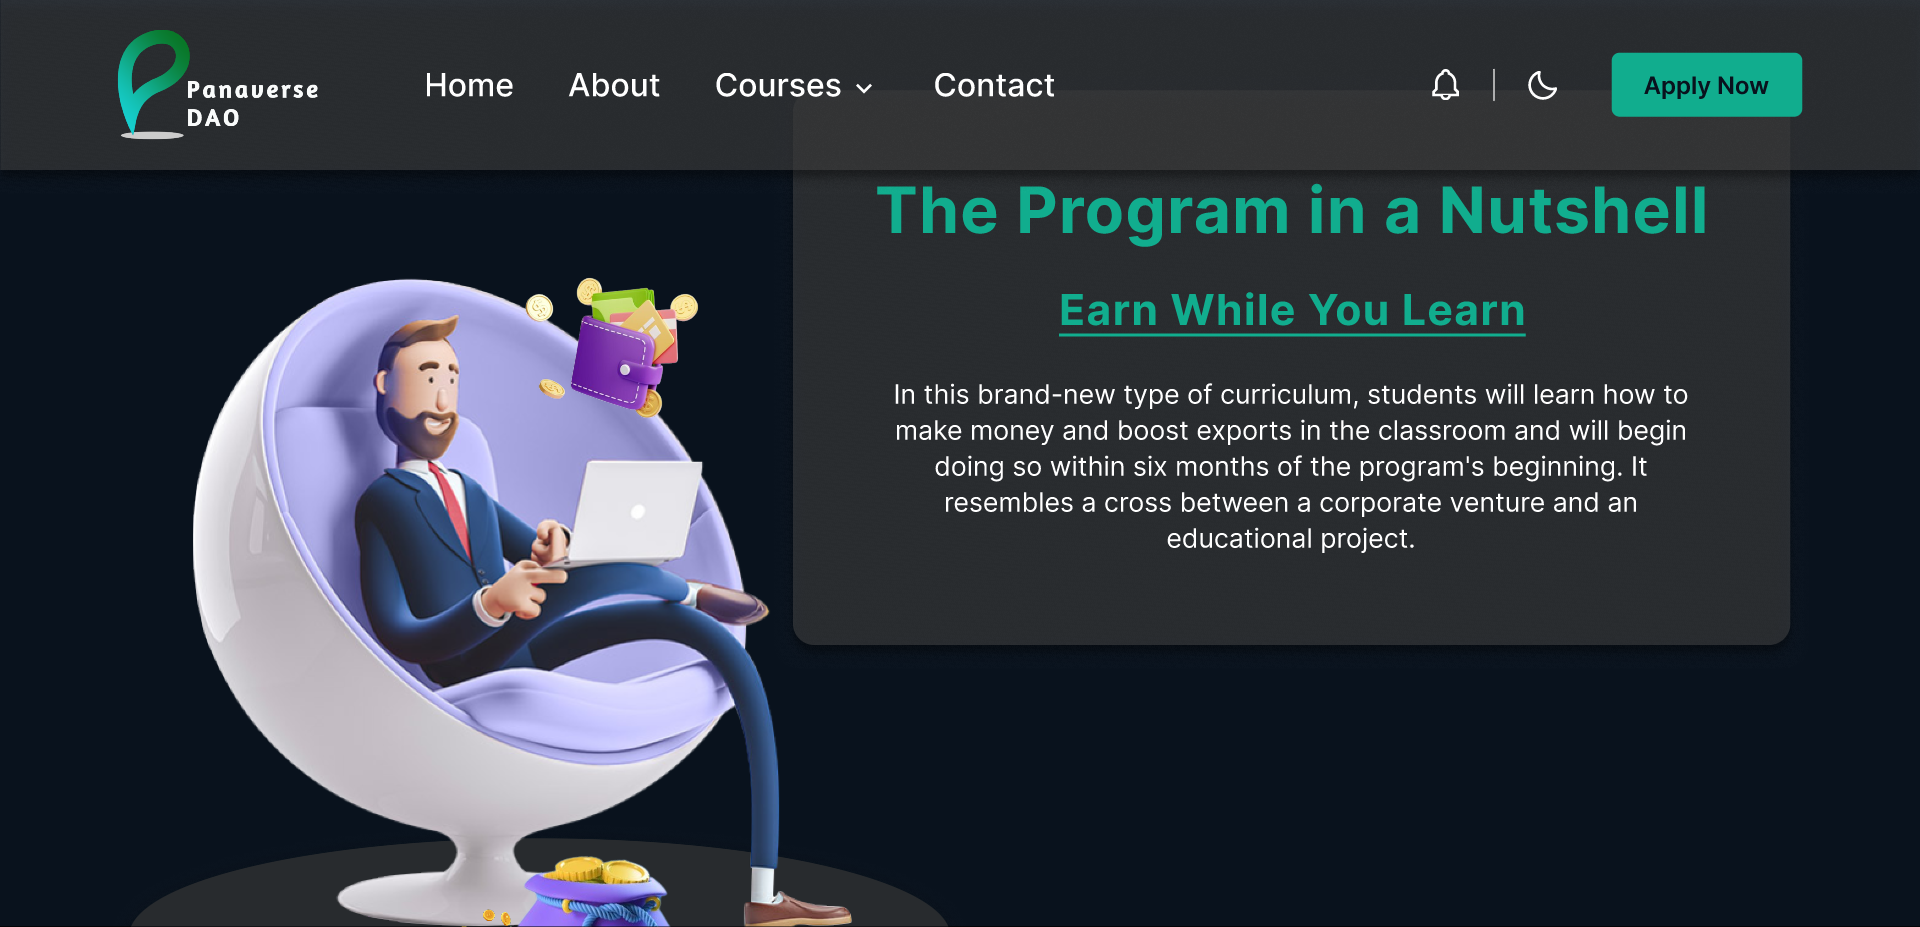 Panaverse
DAO
Home About Courses Contact
Apply Now
The Program in a Nutshell
Earn While You Learn
In this brand-new type of curriculum, students will learn how to
make money and boost exports in the classroom and will begin
doing so within six months of the program's beginning. It
resembles a cross between a corporate venture and an
educational project.